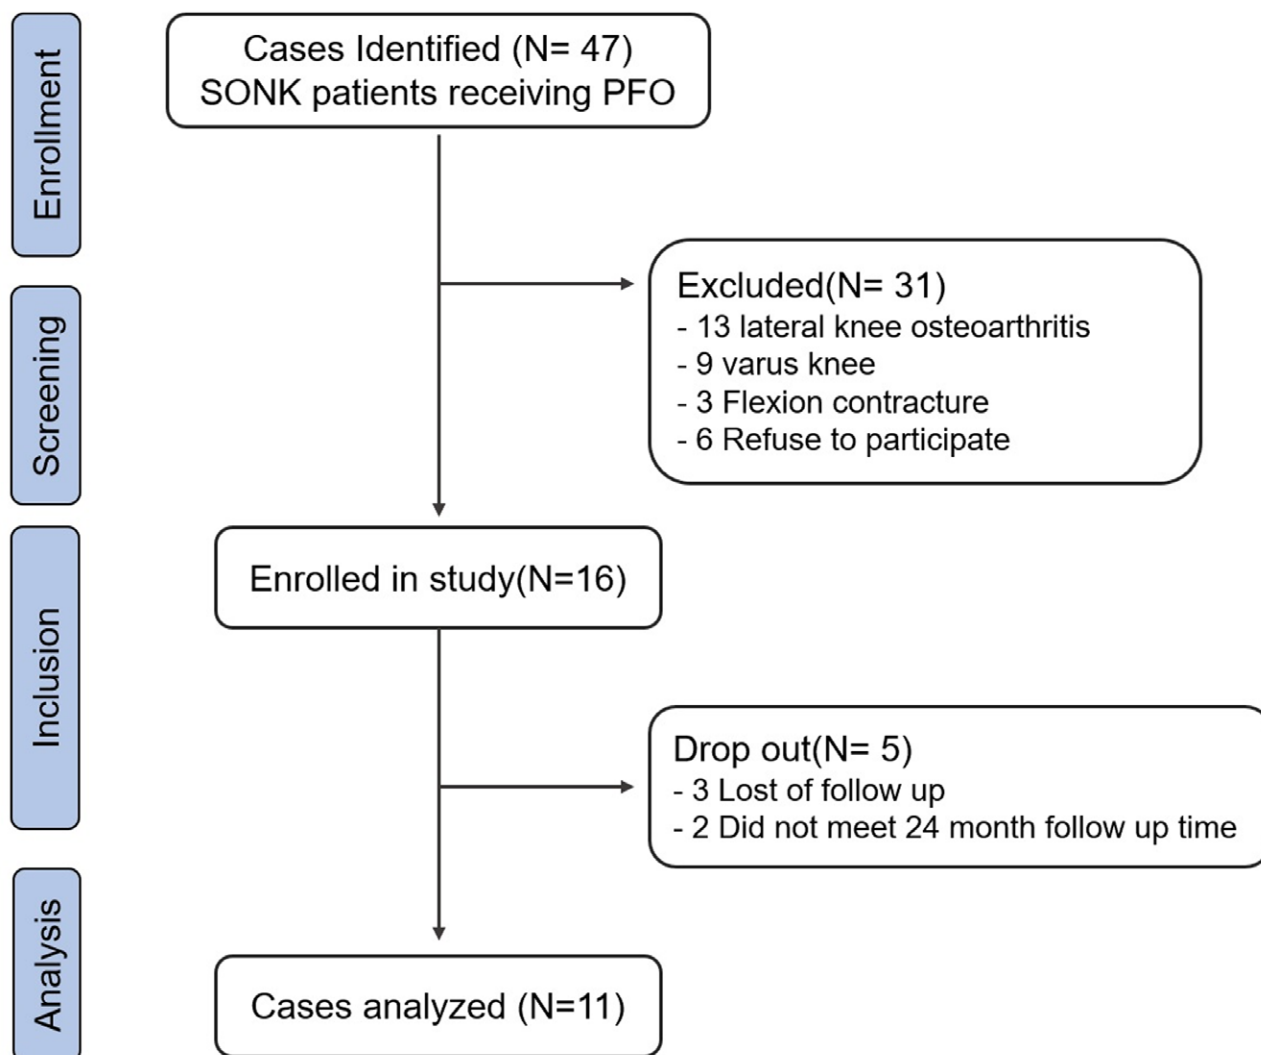 Enrollment
Cases Identified (N= 47)
SONK patients receiving PFO
Screening
Excluded(N= 31)
- 13 lateral knee osteoarthritis
- 9 varus knee
- 3 Flexion contracture
- 6 Refuse to participate
Inclusion
Enrolled in study(N=16)
Drop out(N= 5)
- 3 Lost of follow up
- 2 Did not meet 24 month follow up time
Analysis
Cases analyzed (N=11)